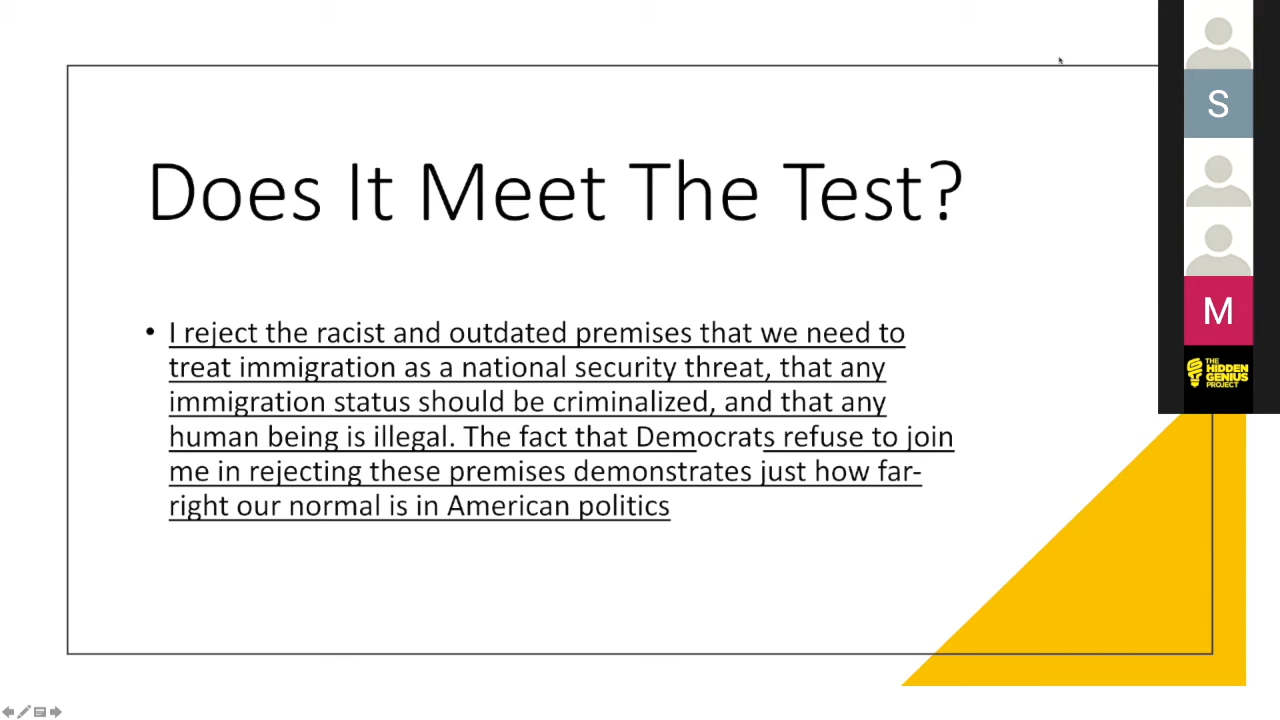 Does It Meet The Test?
• I reject the racist and outdated premises that we need to
treat immigration as a national security threat, that any
immigration status should be criminalized, and that any
human being is illegal. The fact that Democrats refuse to join
me in rejecting these premises demonstrates just how far-
right our normal is in American politics
S
M
THE
HIDDEN
GENIUS
PROJECT